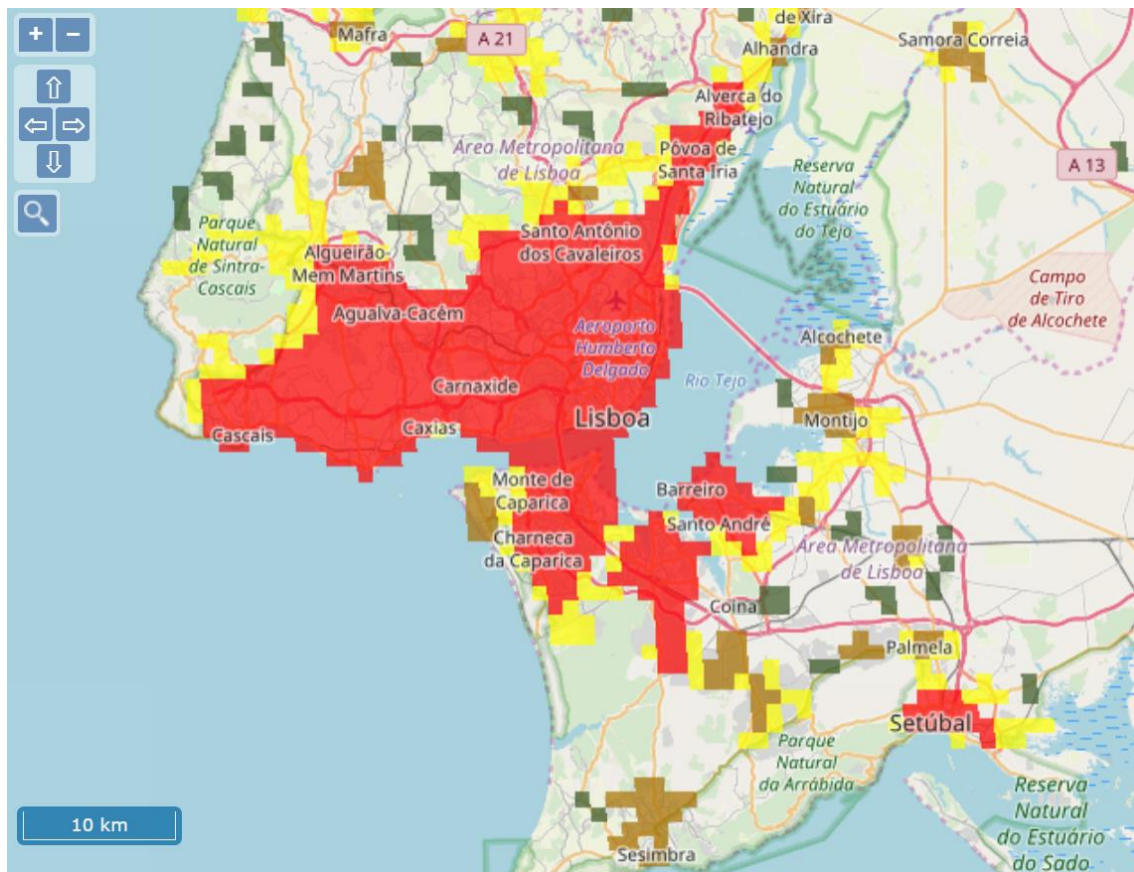 + −
de Xira
Mafra
A 21
Samora Correia
Alhandra
Alverca do
Ribatejo
Área Metropolitana
de Lisboa
Póvoa de
Santa Iria
A 13
Reserva
Natural
do Estuário
do Tejo
Parque
Natural
de Sintra-
Cascais
Santo António
dos Cavaleiros
Algueirão-
Mem Martins
Campo
de Tiro
de Alcochete
Agualva-Cacém
Aeroporto
Humberto
Delgado
Alcochete
Rio Tejo
Carnaxide
Lisboa
Montijo
Caxias
Cascais
Monte de
Caparica
Barreiro
Santo André
Charneca
da Caparica
Área Metropolitana
de Lisboa
Coina
Palmela
Setúbal
Parque
Natural
da Arrábida
Reserva
Natural
do Estuário
do Sado
10 km
Sesimbra